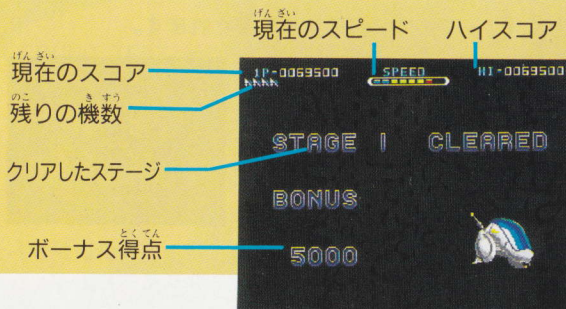 げん ざい
現在のスピード
ハイスコア
げん ざい
現在のスコア
1P-0069500 SPEED HI-0069500
のこ き すう
残りの機数
STAGE 1 CLEARED
クリアしたステージ
BONUS
とく てん
ボーナス得点
5000